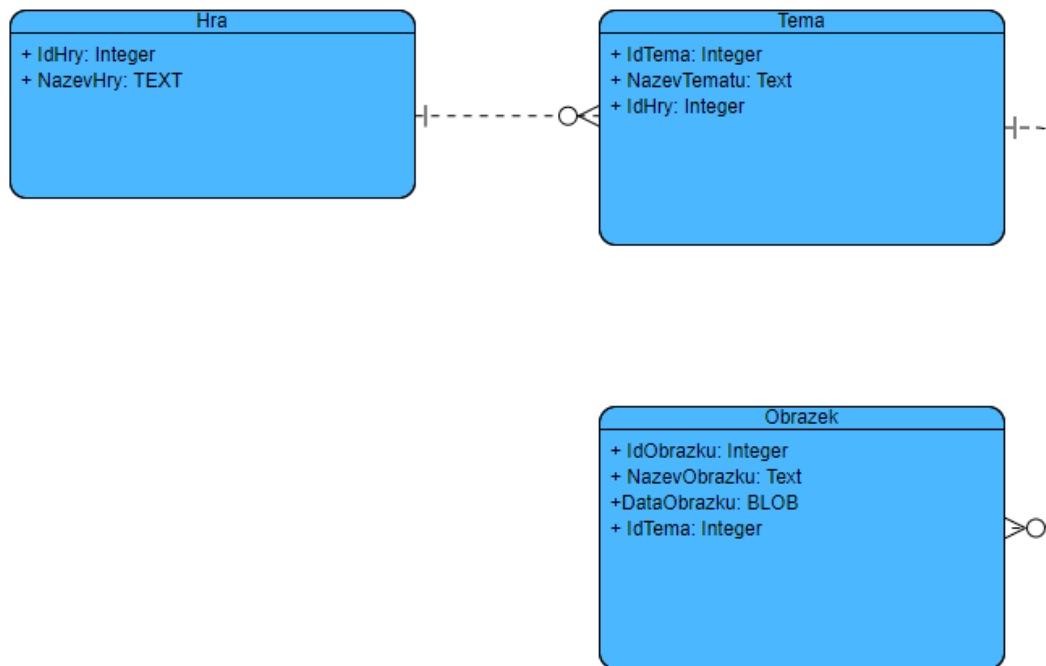 Hra
+ IdHry: Integer
+ NazevHry: TEXT
Tema
+ IdTema: Integer
+ NazevTematu: Text
+ IdHry: Integer
Obrazek
+ IdObrazku: Integer
+ NazevObrazku: Text
+DataObrazku: BLOB
+ IdTema: Integer